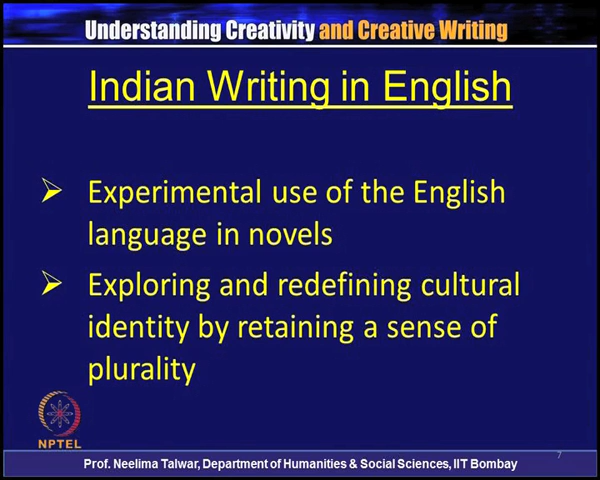 Understanding Creativity and Creative Writing
Indian Writing in English
➢ Experimental use of the English
language in novels
➢ Exploring and redefining cultural
identity by retaining a sense of
plurality
NPTEL
7
Prof. Neelima Talwar, Department of Humanities & Social Sciences, IIT Bombay